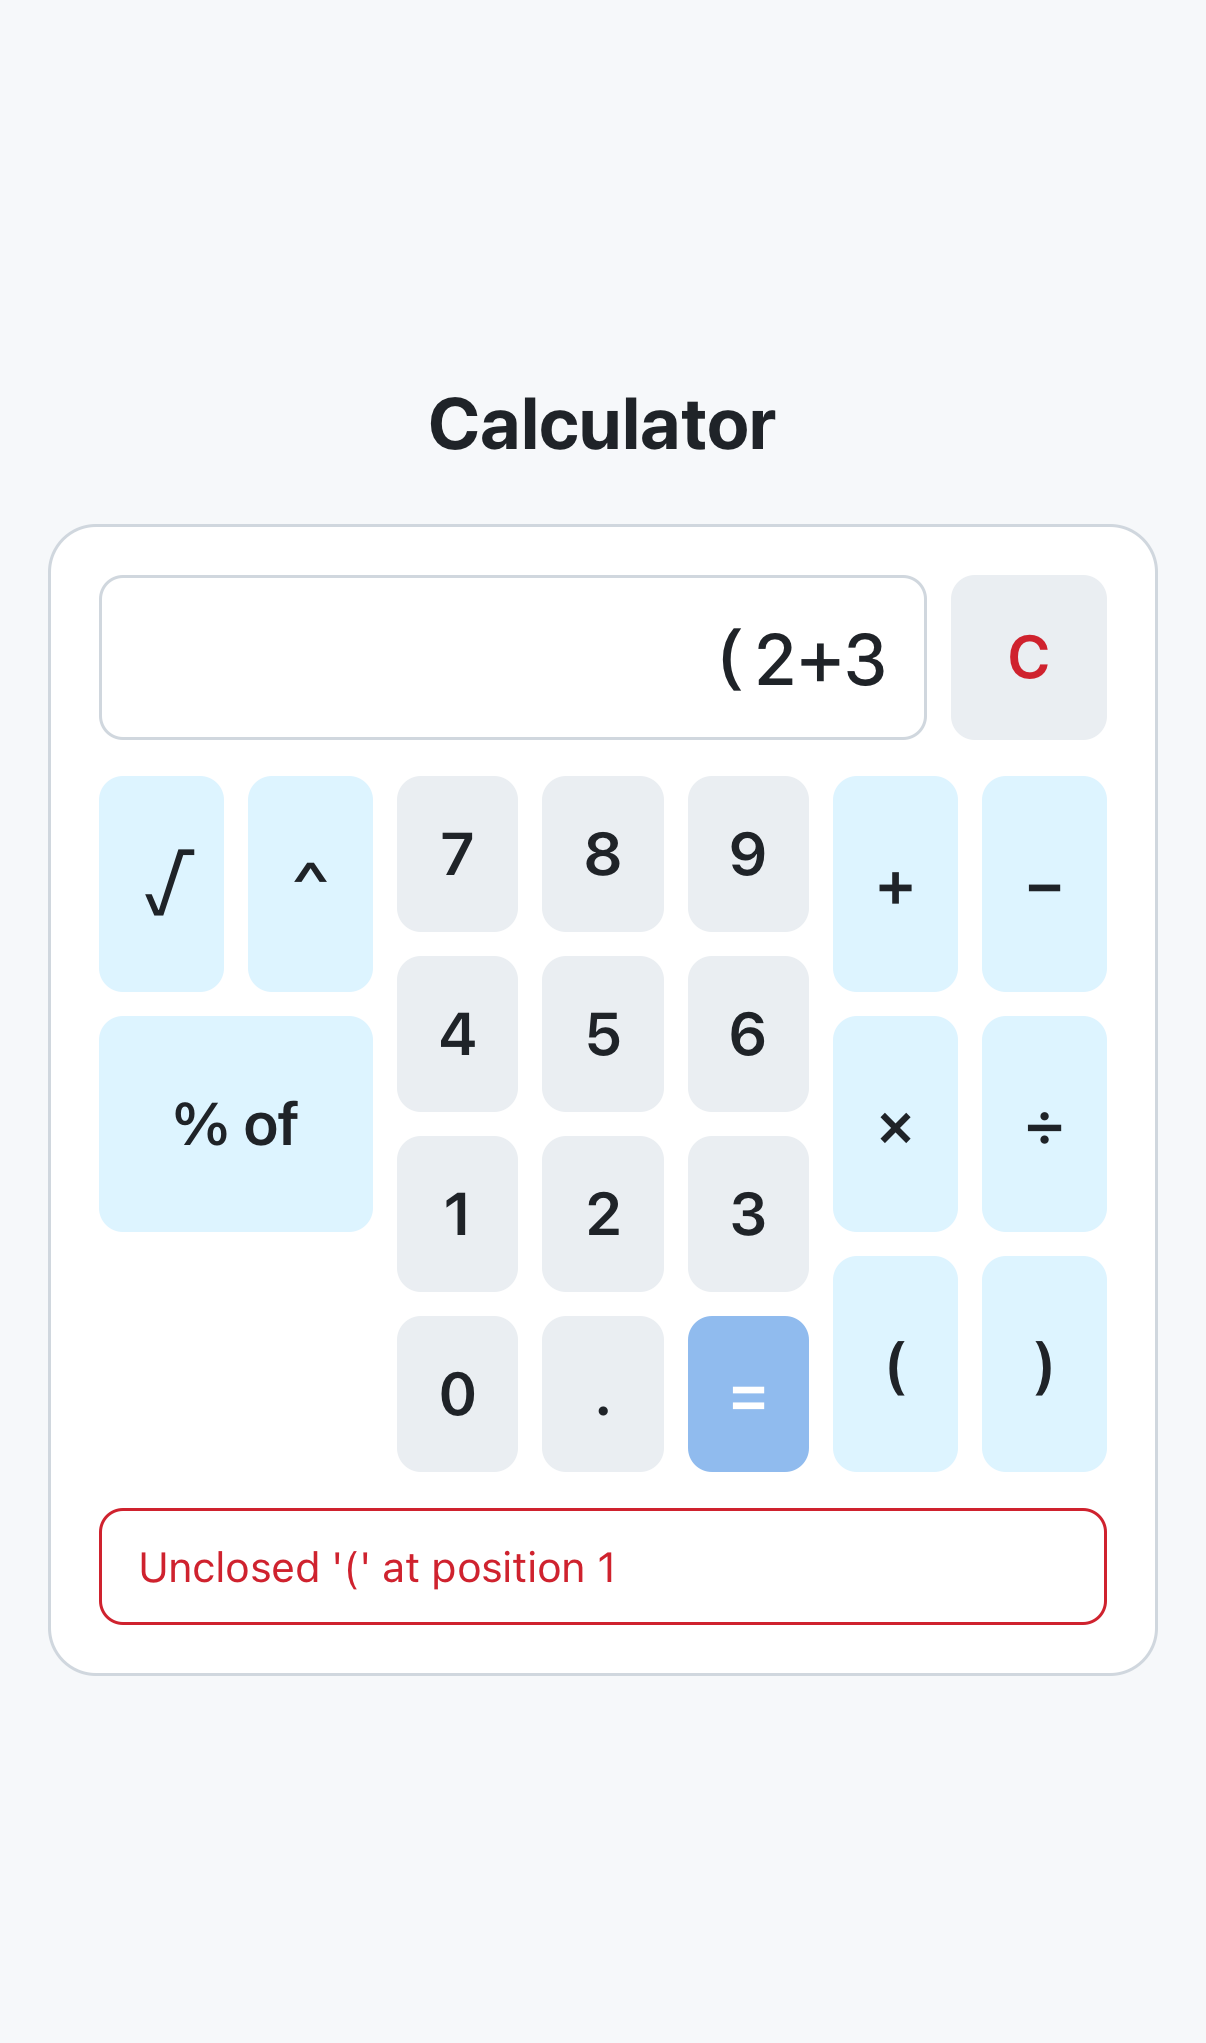 Calculator
(2+3 C
√ ^ 7 8 9 + −
4 5 6
% of × ÷
1 2 3
0 . = ( )
Unclosed '(' at position 1